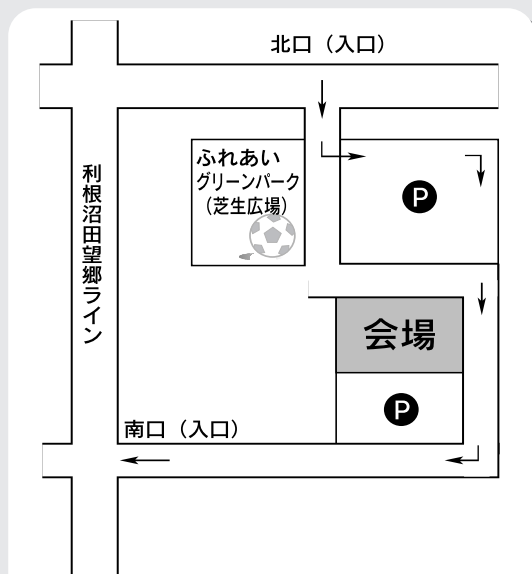 北口（入口）
ふれあい
グリーンパーク
（芝生広場）
P
利根沼田望郷ライン
会場
P
南口（入口）